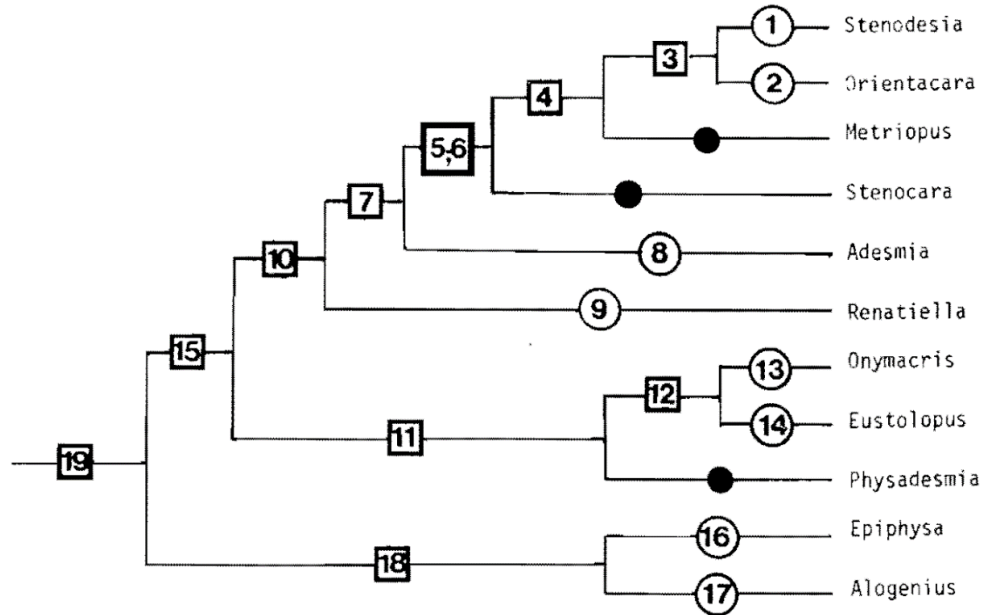 1 Stenodesia
3
2 Orientacara
4
Metriopus
5,6
Stenocara
7
8 Adesmia
10
9 Renatiella
15
13 Onymacris
12
14 Eustolopus
11
Physadesmia
19
16 Epiphysa
18
17 Alogenius